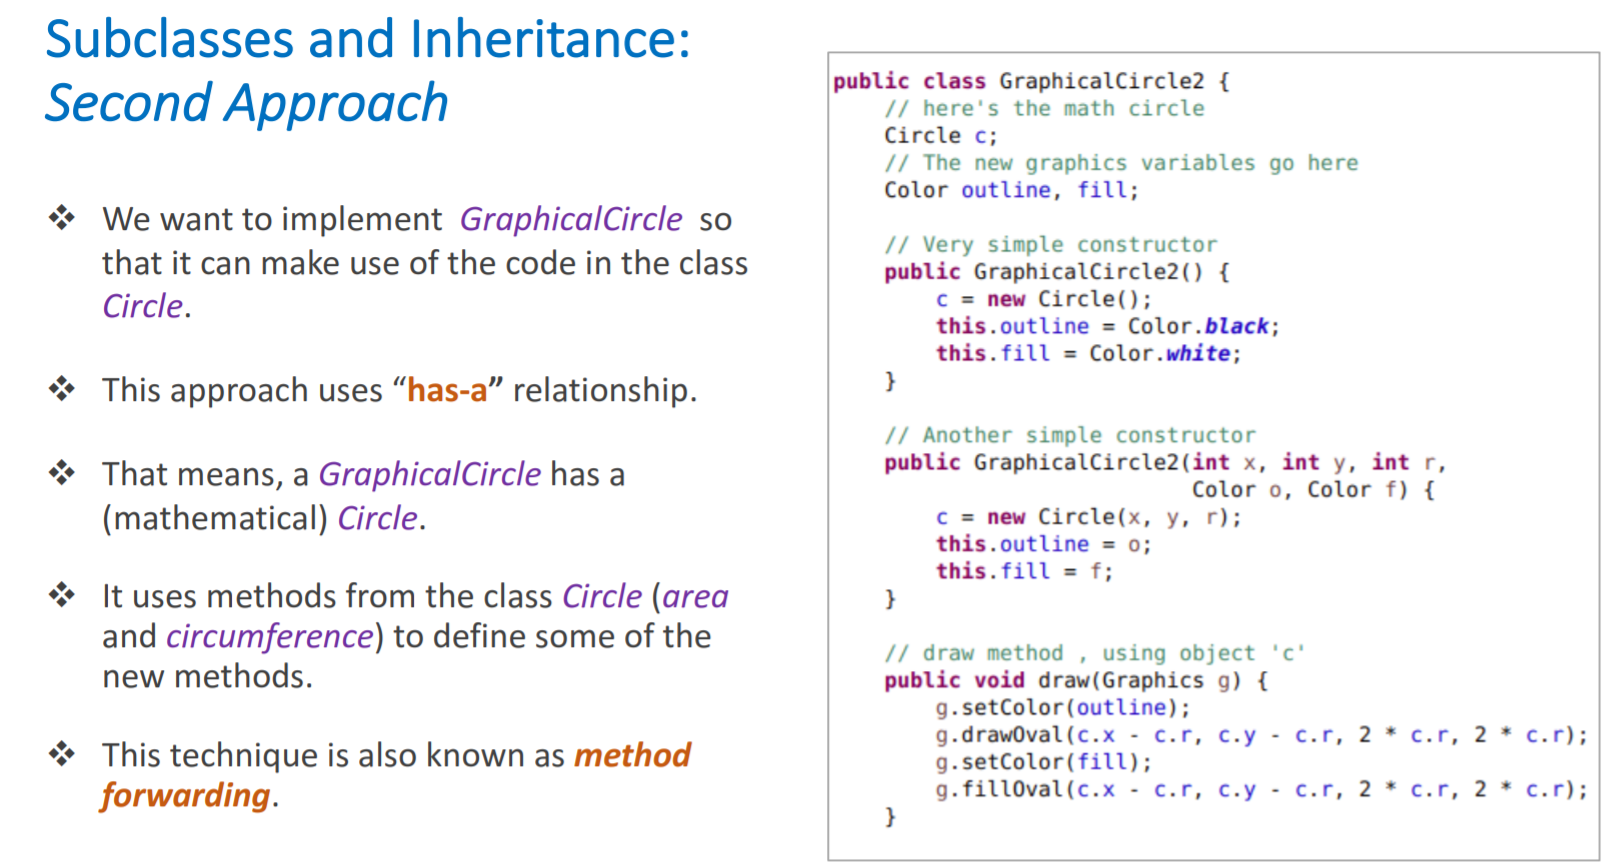 Subclasses and Inheritance:
Second Approach
❖ We want to implement GraphicalCircle so
that it can make use of the code in the class
Circle.
❖ This approach uses “has-a” relationship.
❖ That means, a GraphicalCircle has a
(mathematical) Circle.
❖ It uses methods from the class Circle (area
and circumference) to define some of the
new methods.
❖ This technique is also known as method
forwarding.
public class GraphicalCircle2 {
    // here's the math circle
    Circle c;
    // The new graphics variables go here
    Color outline, fill;

    // Very simple constructor
    public GraphicalCircle2() {
        c = new Circle();
        this.outline = Color.black;
        this.fill = Color.white;
    }

    // Another simple constructor
    public GraphicalCircle2(int x, int y, int r,
                            Color o, Color f) {
        c = new Circle(x, y, r);
        this.outline = o;
        this.fill = f;
    }

    // draw method , using object 'c'
    public void draw(Graphics g) {
        g.setColor(outline);
        g.drawOval(c.x - c.r, c.y - c.r, 2 * c.r, 2 * c.r);
        g.setColor(fill);
        g.fillOval(c.x - c.r, c.y - c.r, 2 * c.r, 2 * c.r);
    }